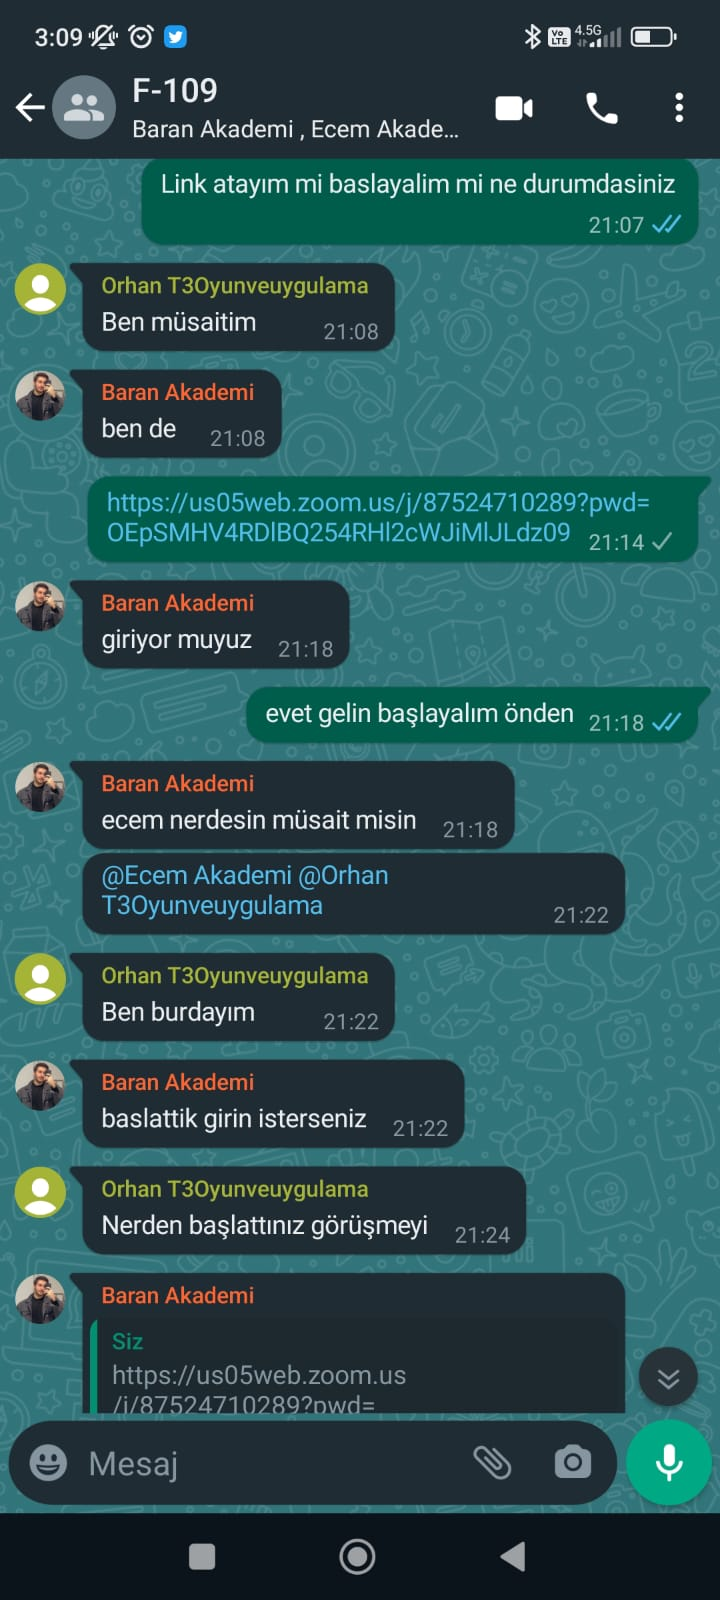 3:09
Vo LTE
4.5G
F-109
Baran Akademi , Ecem Akade...
Link atayım mi baslayalim mi ne durumdasiniz
21:07
Orhan T3Oyunveuygulama
Ben müsaitim
21:08
Baran Akademi
ben de
21:08
https://us05web.zoom.us/j/87524710289?pwd=
OEpSMHV4RDlBQ254RHl2cWJiMlJLdz09
21:14
Baran Akademi
giriyor muyuz
21:18
evet gelin başlayalım önden
21:18
Baran Akademi
ecem nerdesin müsait misin
21:18
@Ecem Akademi @Orhan
T3Oyunveuygulama
21:22
Orhan T3Oyunveuygulama
Ben burdayım
21:22
Baran Akademi
baslattik girin isterseniz
21:22
Orhan T3Oyunveuygulama
Nerden başlattınız görüşmeyi
21:24
Baran Akademi
Siz
https://us05web.zoom.us
/j/87524710289?pwd=
Mesaj